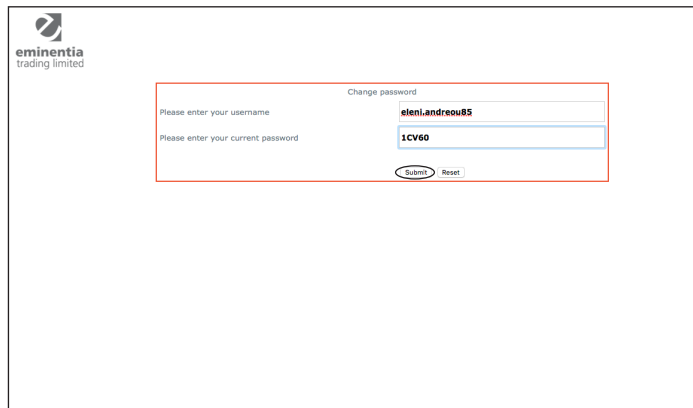 eminentia
trading limited
Change password
Please enter your username eleni.andreou85
Please enter your current password 1CV60
Submit Reset